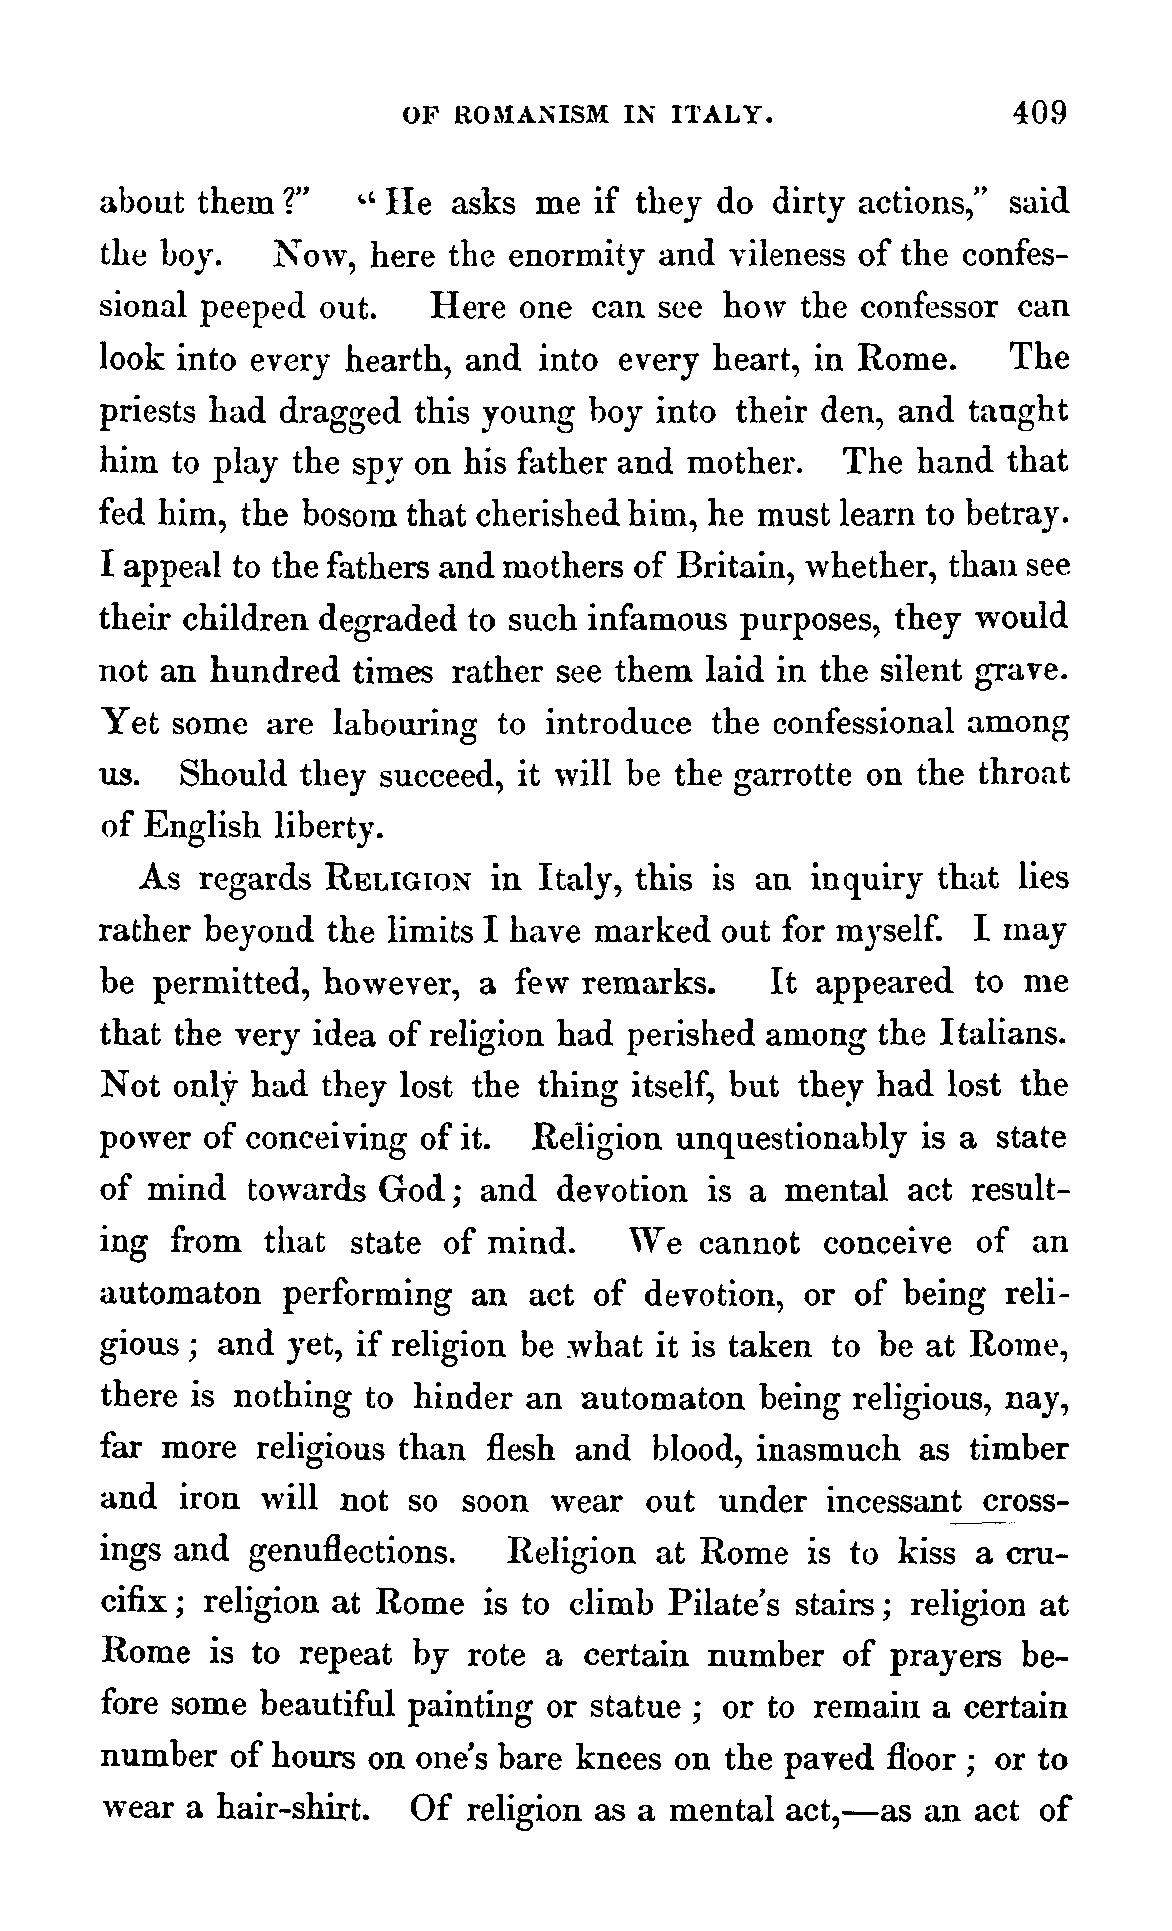 OF ROMANISM IN ITALY. 409
about them?" "He asks me if they do dirty actions," said
the boy. Now, here the enormity and vileness of the confes-
sional peeped out. Here one can see how the confessor can
look into every hearth, and into every heart, in Rome. The
priests had dragged this young boy into their den, and taught
him to play the spy on his father and mother. The hand that
fed him, the bosom that cherished him, he must learn to betray.
I appeal to the fathers and mothers of Britain, whether, than see
their children degraded to such infamous purposes, they would
not an hundred times rather see them laid in the silent grave.
Yet some are labouring to introduce the confessional among
us. Should they succeed, it will be the garrotte on the throat
of English liberty.
As regards RELIGION in Italy, this is an inquiry that lies
rather beyond the limits I have marked out for myself. I may
be permitted, however, a few remarks. It appeared to me
that the very idea of religion had perished among the Italians.
Not only had they lost the thing itself, but they had lost the
power of conceiving of it. Religion unquestionably is a state
of mind towards God; and devotion is a mental act result-
ing from that state of mind. We cannot conceive of an
automaton performing an act of devotion, or of being reli-
gious; and yet, if religion be what it is taken to be at Rome,
there is nothing to hinder an automaton being religious, nay,
far more religious than flesh and blood, inasmuch as timber
and iron will not so soon wear out under incessant cross-
ings and genuflections. Religion at Rome is to kiss a cru-
cifix; religion at Rome is to climb Pilate's stairs; religion at
Rome is to repeat by rote a certain number of prayers be-
fore some beautiful painting or statue; or to remain a certain
number of hours on one's bare knees on the paved floor; or to
wear a hair-shirt. Of religion as a mental act,—as an act of